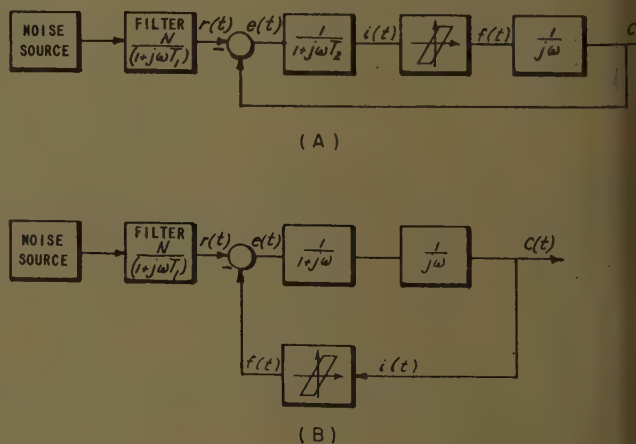 NOISE SOURCE
FILTER N/(1+jωT₁)
r(t)
-
e(t)
1/(1+jωT₂)
i(t)
f(t)
1/jω
C
(A)
NOISE SOURCE
FILTER N/(1+jωT₁)
r(t)
-
e(t)
1/(1+jω)
1/jω
C(t)
f(t)
i(t)
(B)